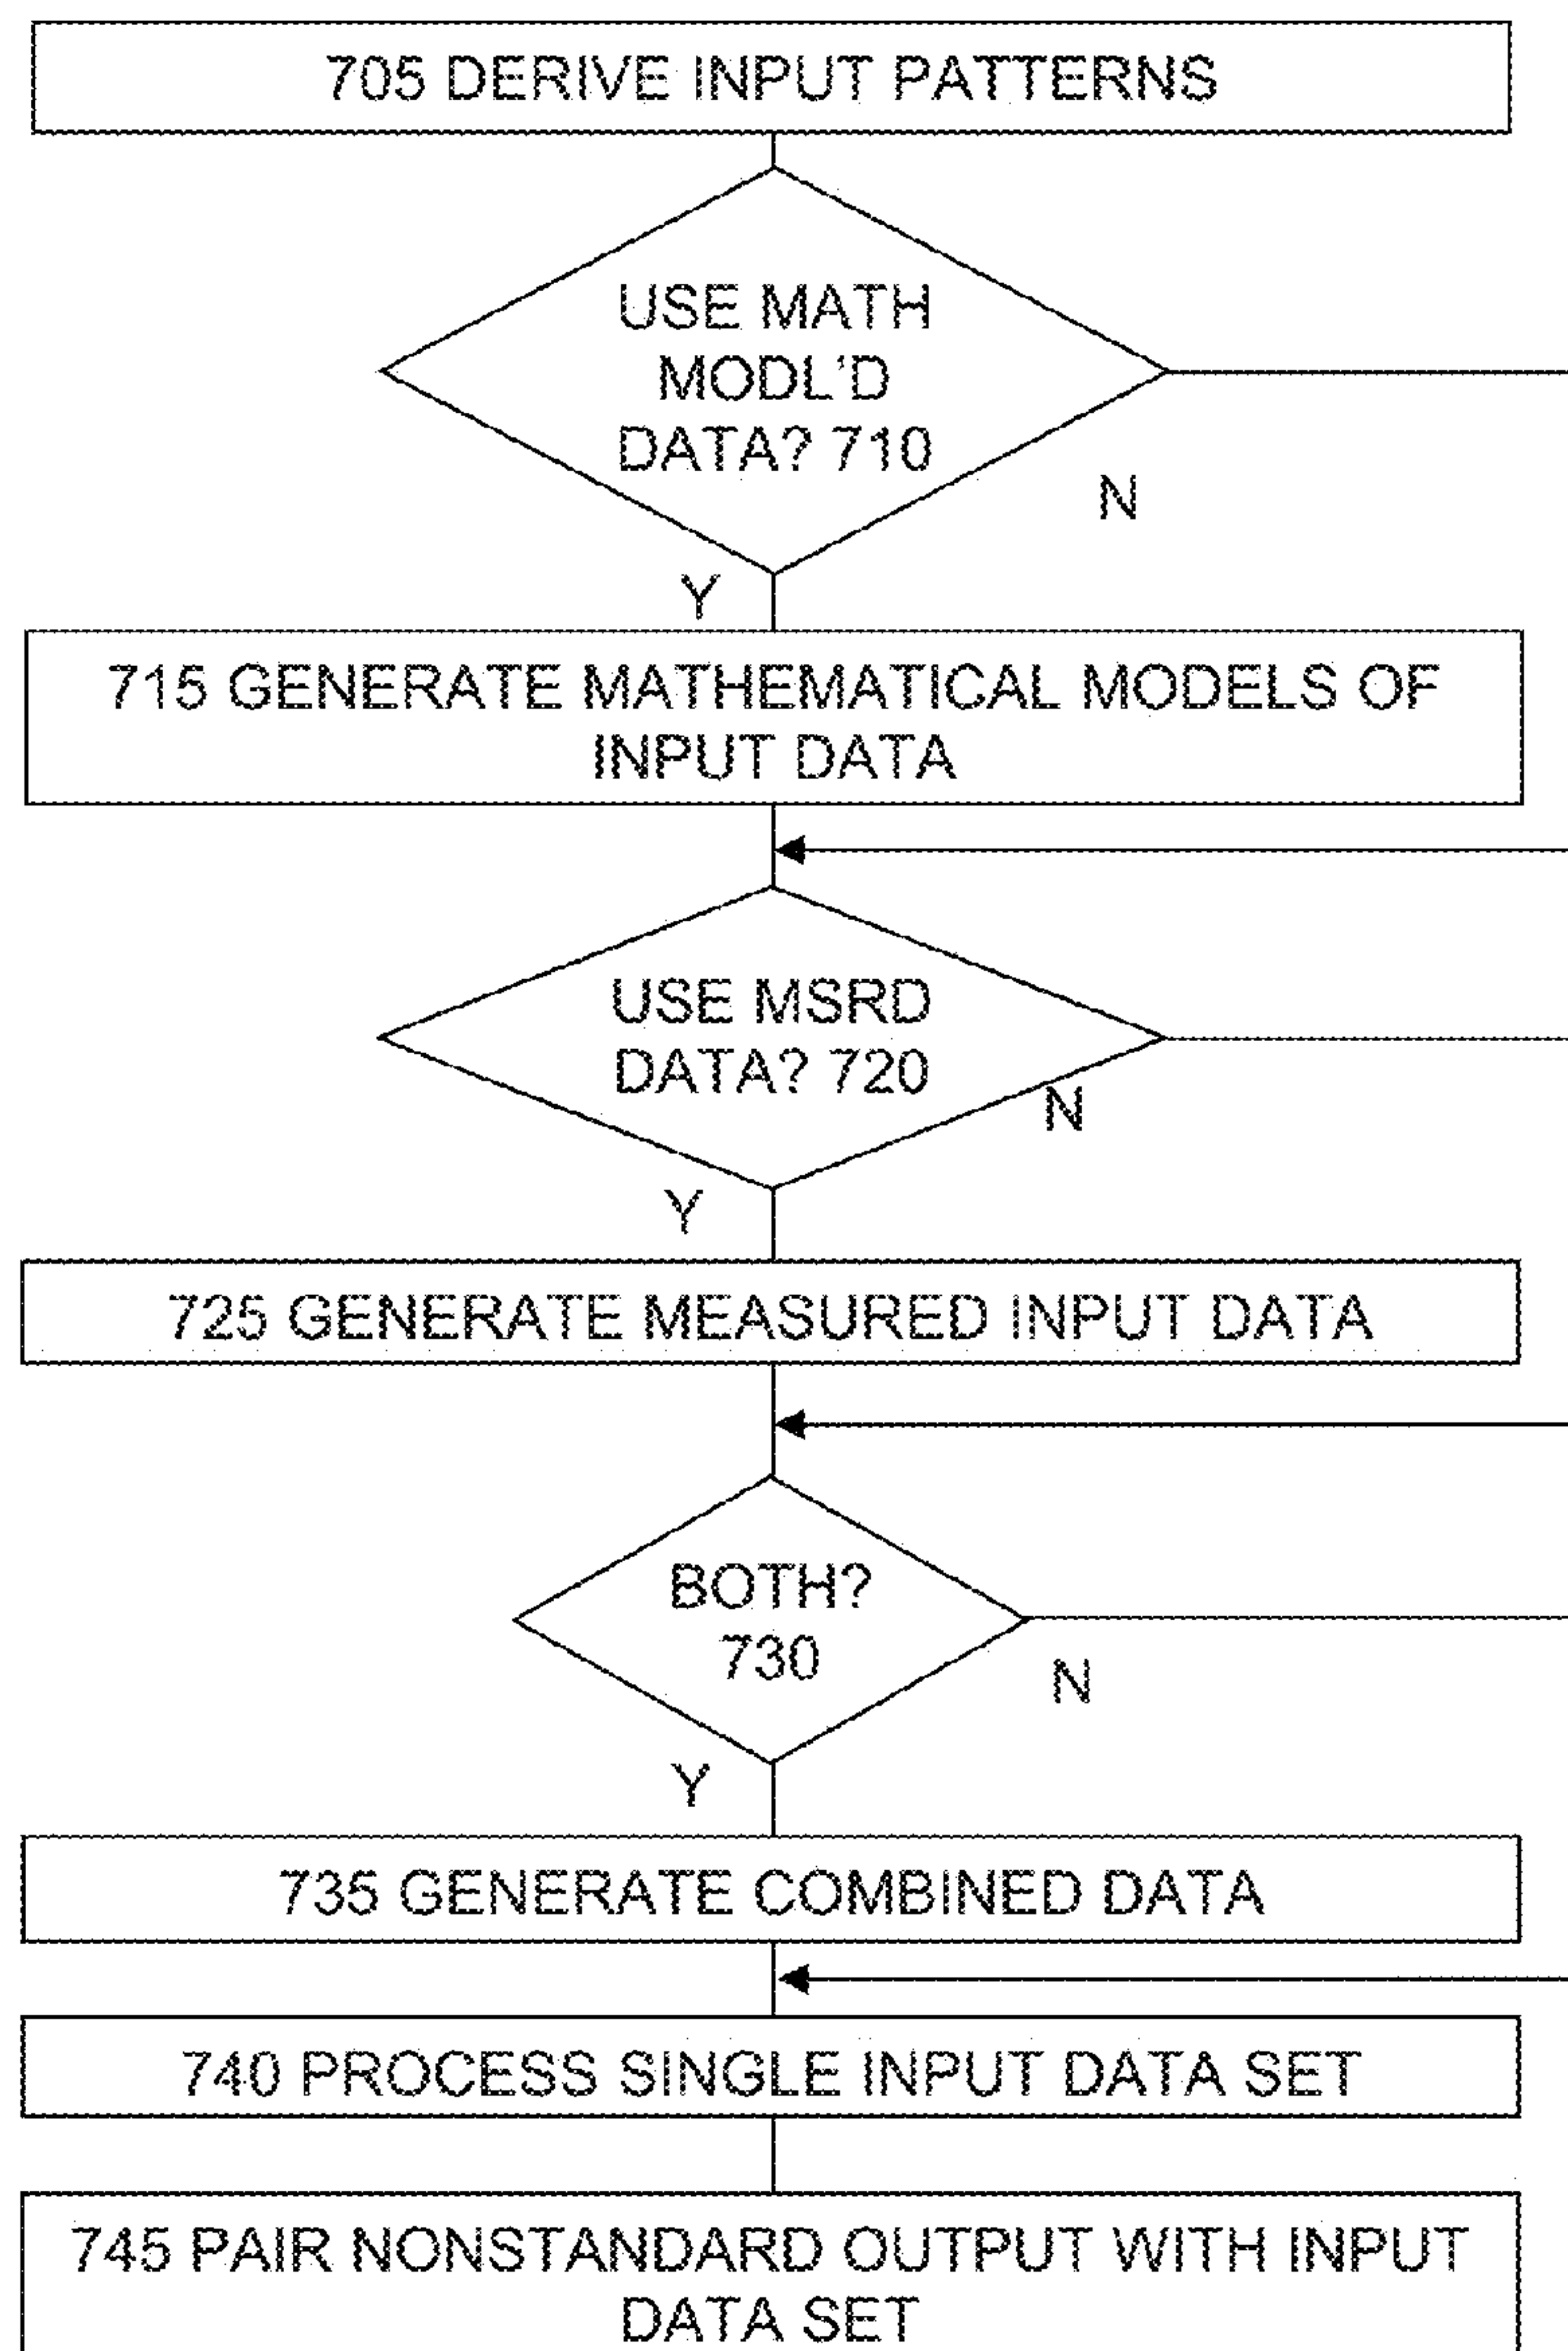 705 DERIVE INPUT PATTERNS
USE MATH
MODL'D
DATA? 710
N
Y
715 GENERATE MATHEMATICAL MODELS OF
INPUT DATA
USE MSRD
DATA? 720
N
Y
725 GENERATE MEASURED INPUT DATA
BOTH?
730
N
Y
735 GENERATE COMBINED DATA
740 PROCESS SINGLE INPUT DATA SET
745 PAIR NONSTANDARD OUTPUT WITH INPUT
DATA SET